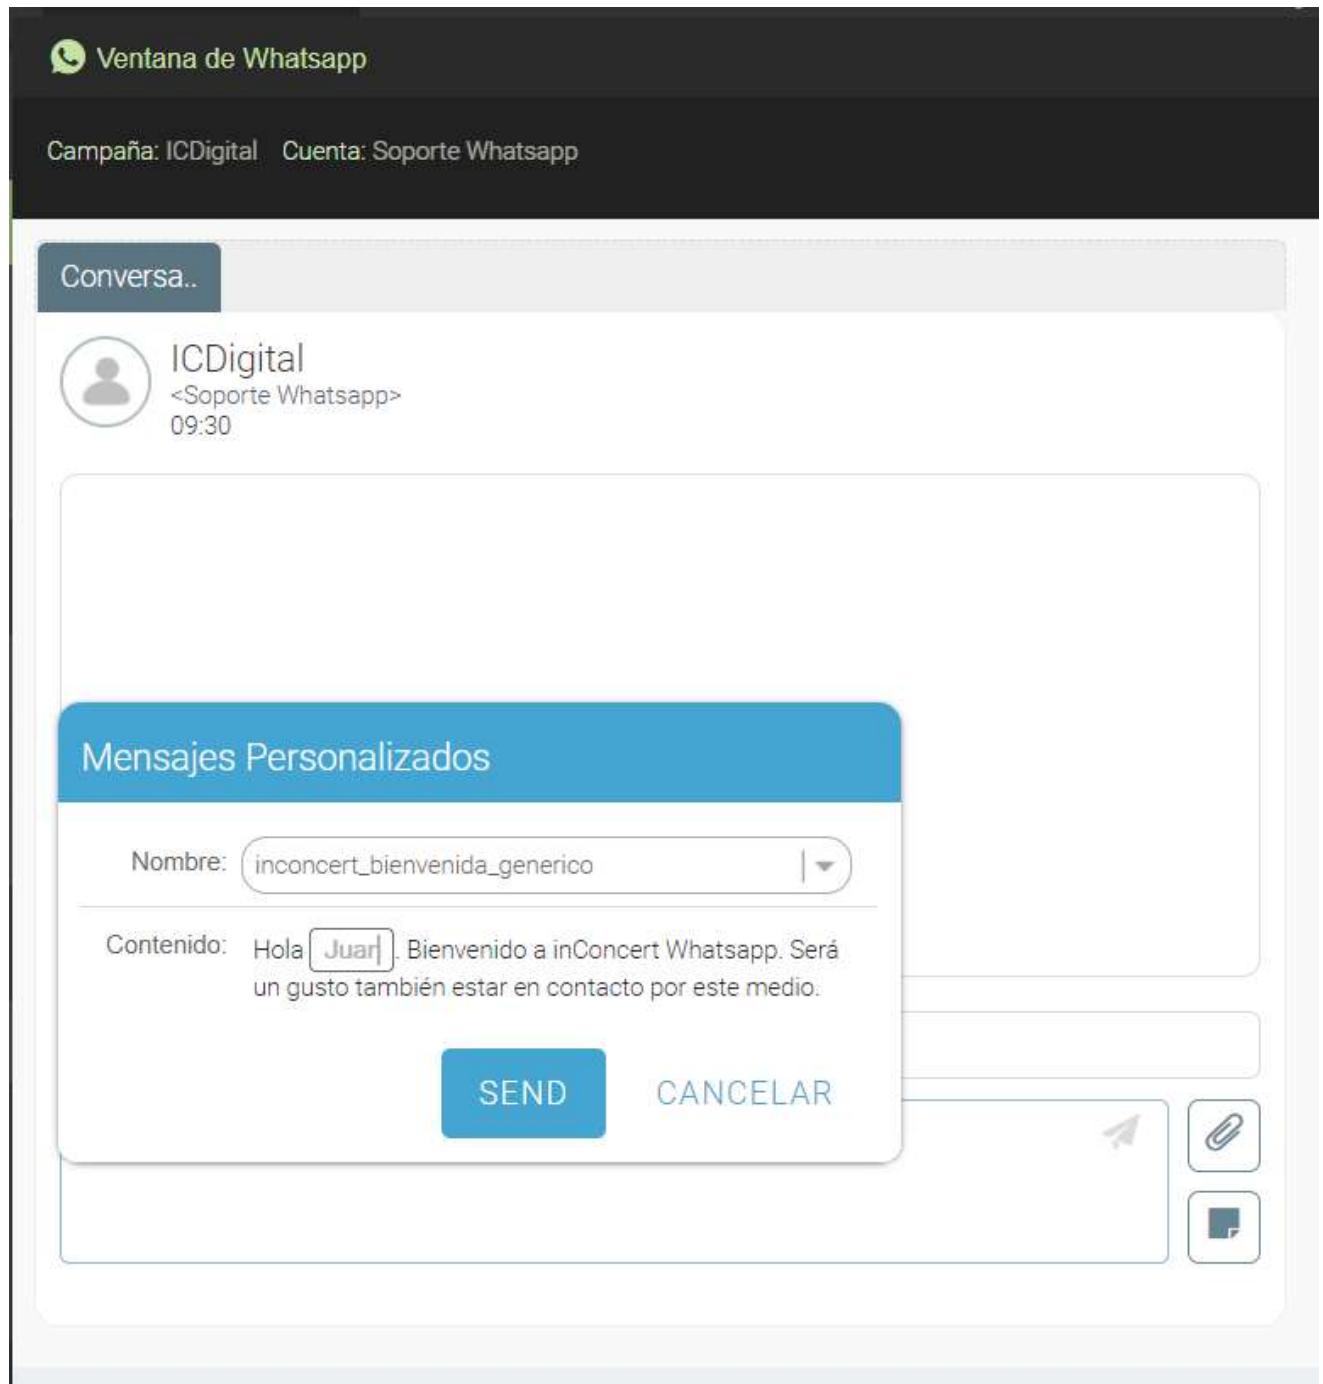 Ventana de Whatsapp
Campaña: ICDigital Cuenta: Soporte Whatsapp
Conversa..
ICDigital
<Soporte Whatsapp>
09:30
Mensajes Personalizados
Nombre: inconcert_bienvenida_generico
Contenido: Hola Juan. Bienvenido a inConcert Whatsapp. Será
un gusto también estar en contacto por este medio.
SEND CANCELAR